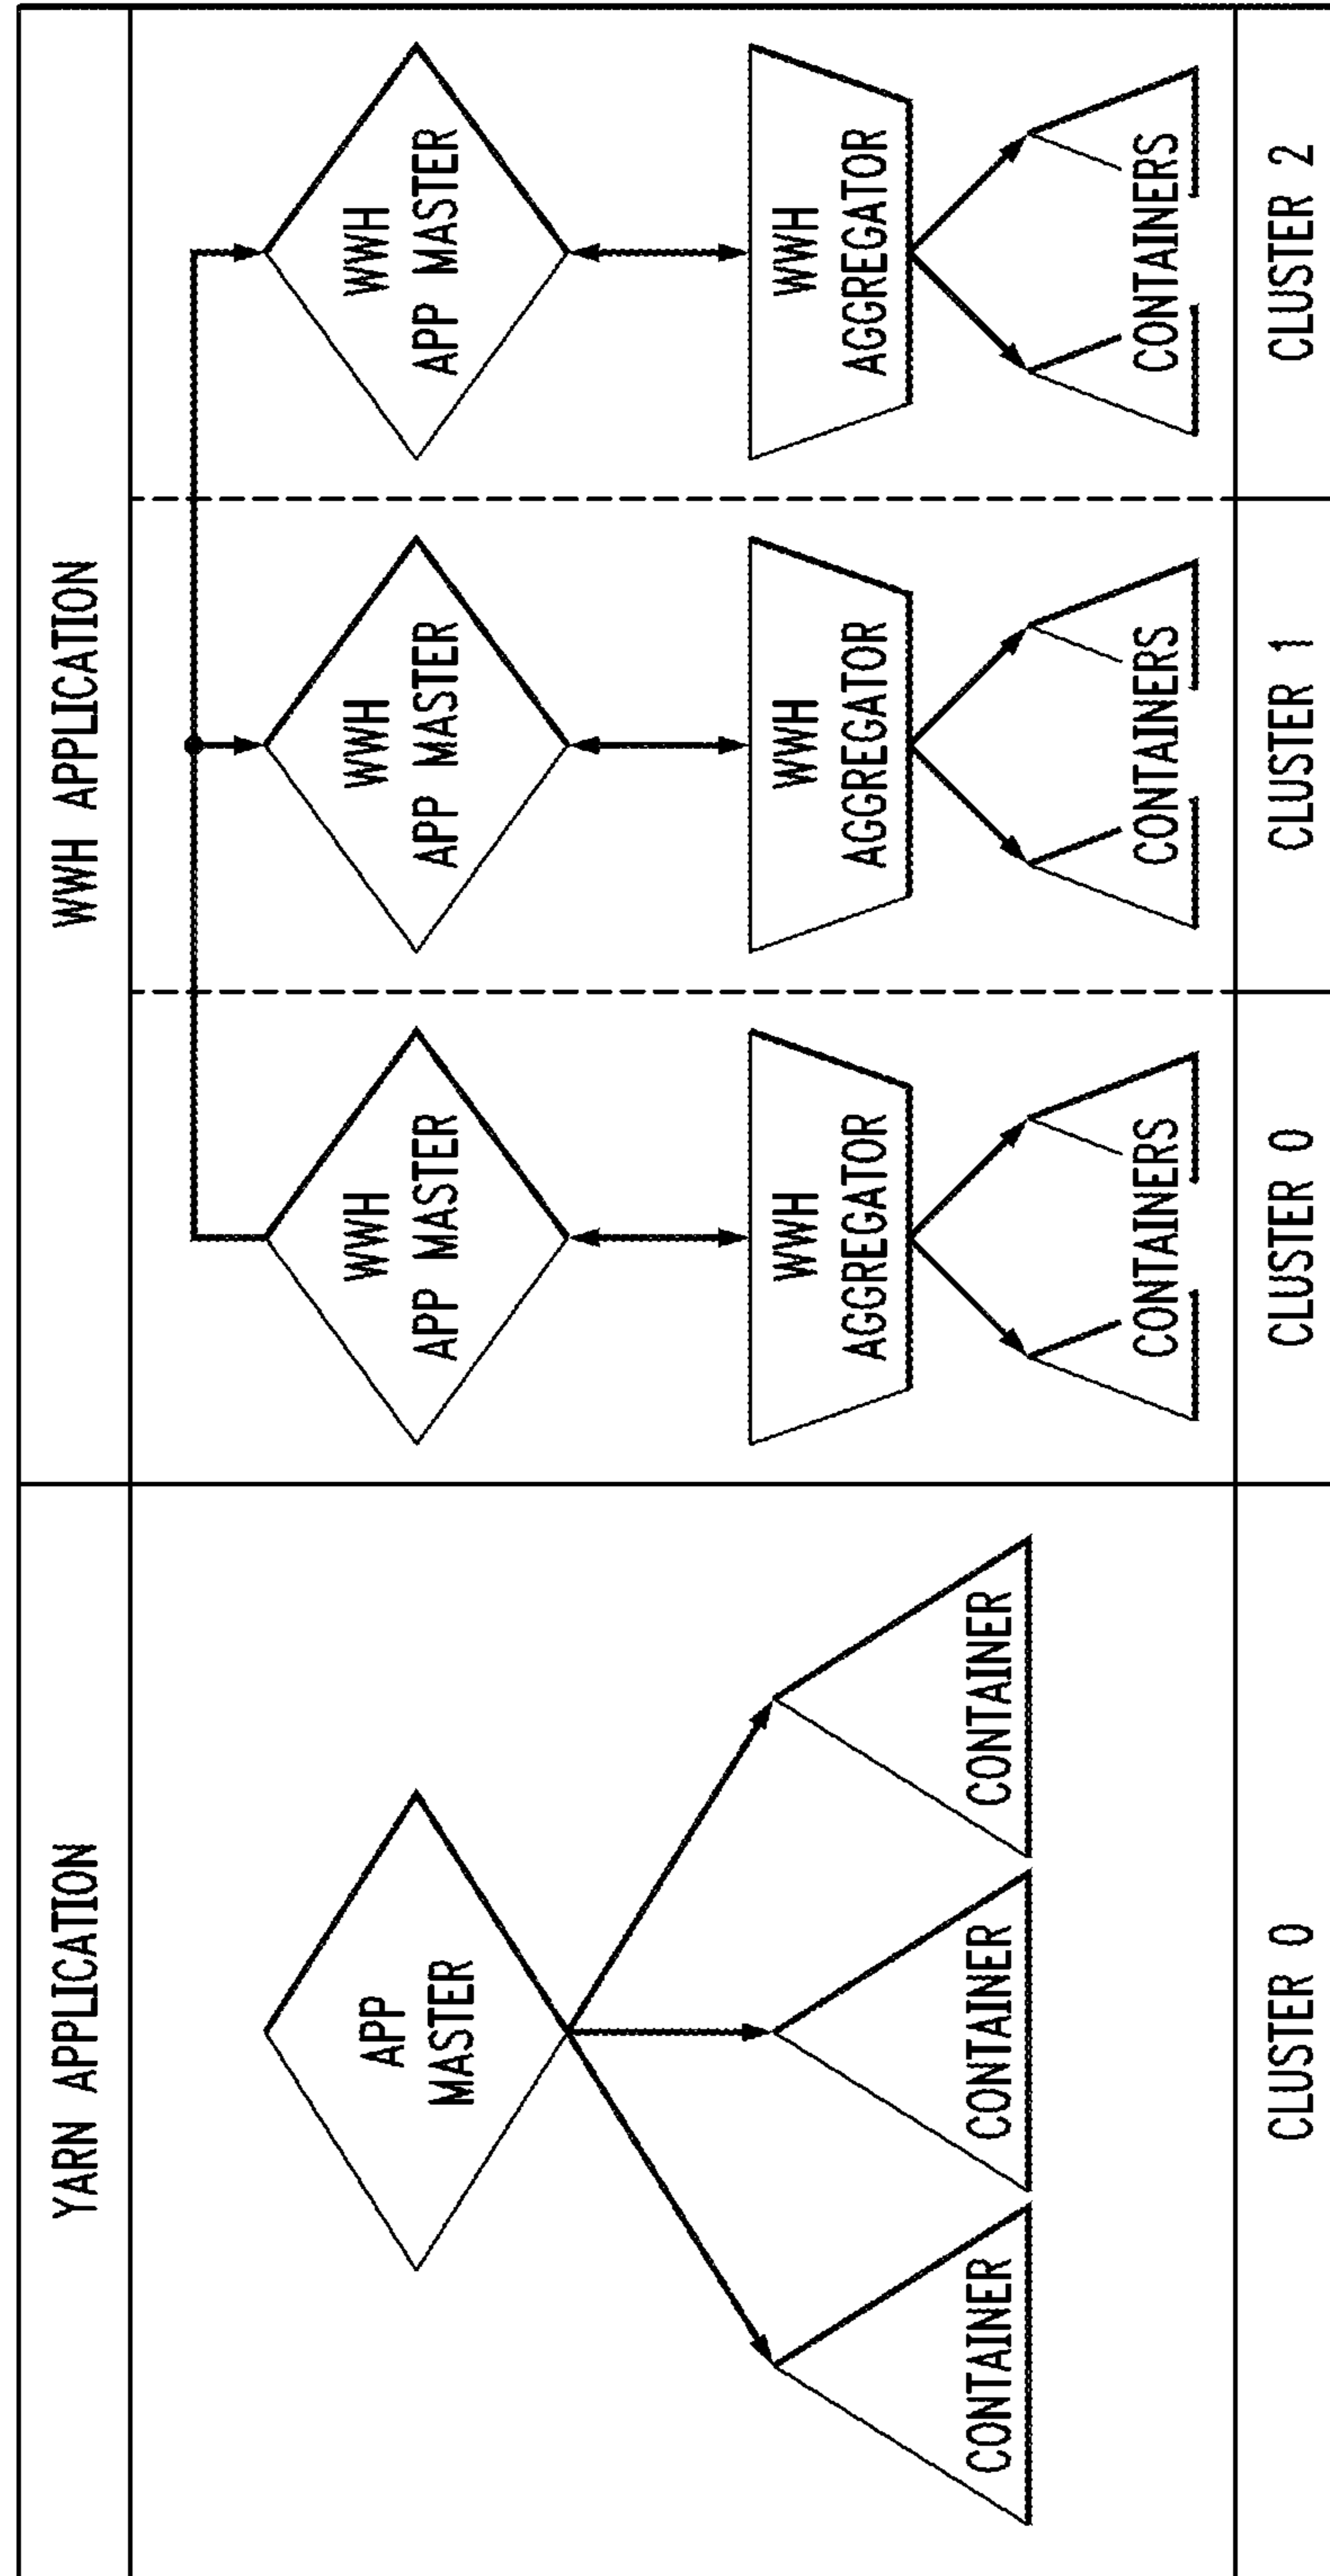 YARN APPLICATION
WWH APPLICATION
APP
MASTER
CONTAINER
CONTAINER
CONTAINER
WWH
APP MASTER
WWH
APP MASTER
WWH
APP MASTER
WWH
AGGREGATOR
WWH
AGGREGATOR
WWH
AGGREGATOR
CONTAINERS
CONTAINERS
CONTAINERS
CLUSTER 0
CLUSTER 0
CLUSTER 1
CLUSTER 2